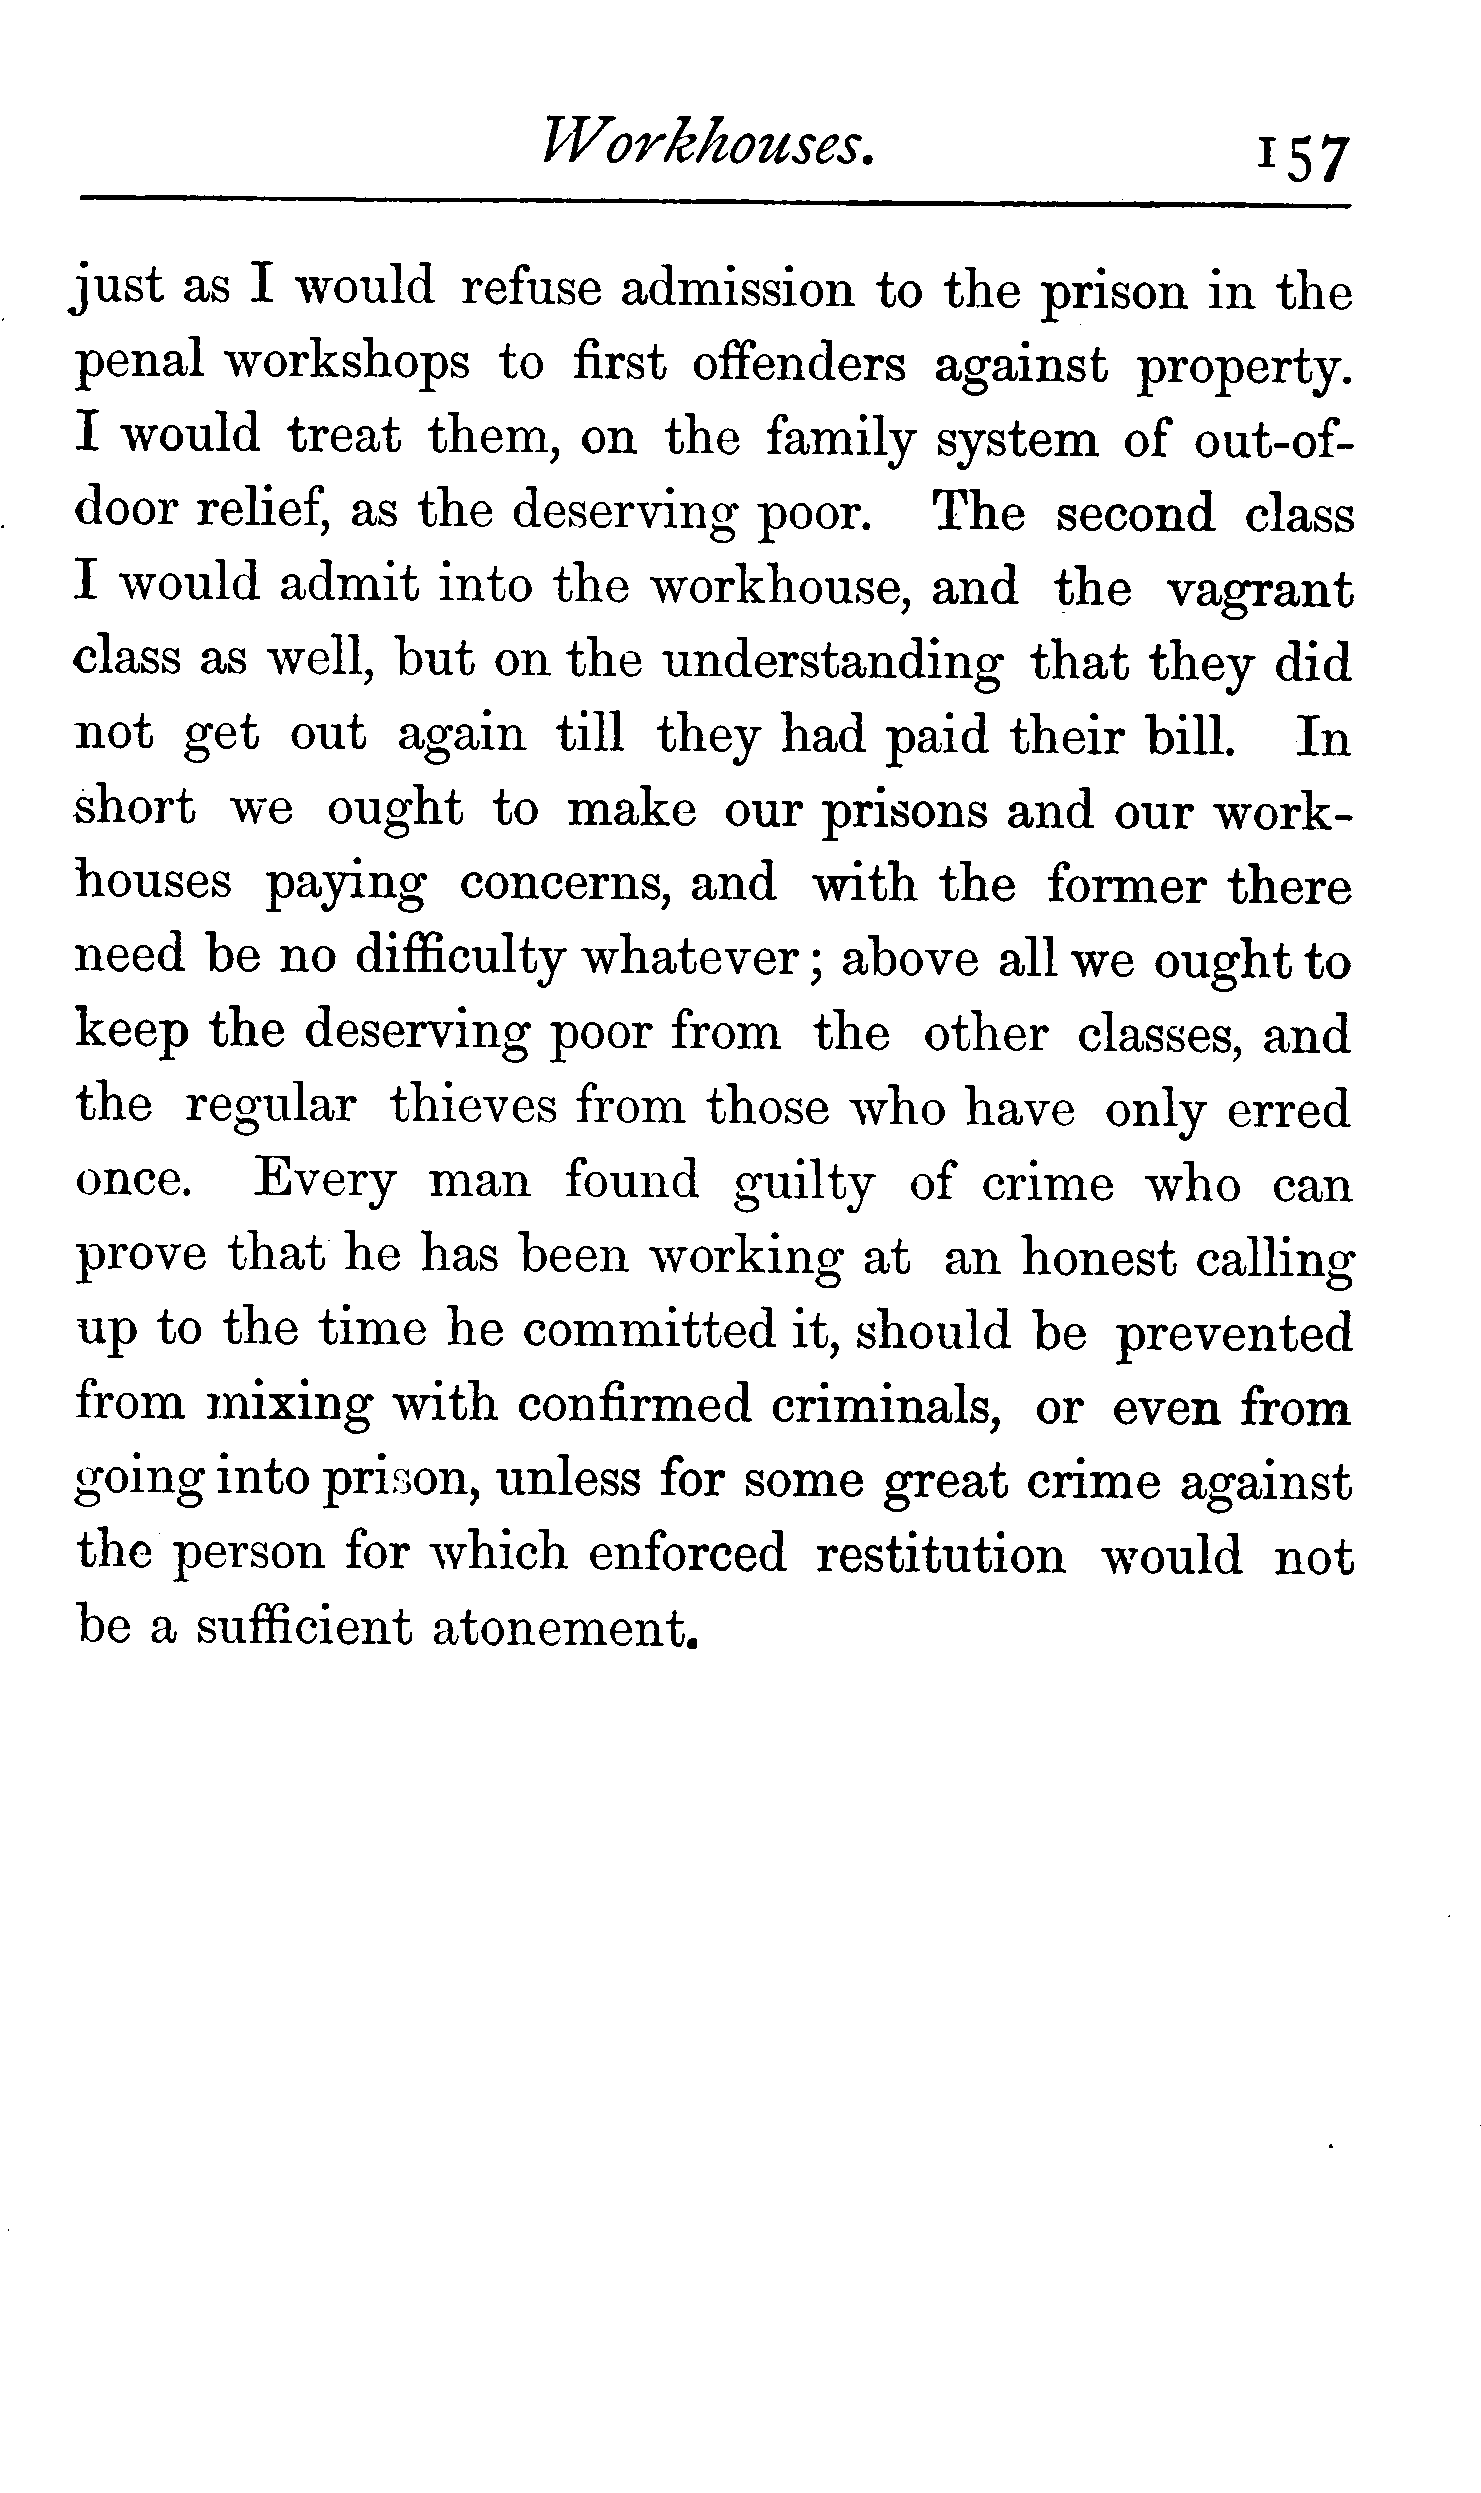 Workhouses. 157
just as I would refuse admission to the prison in the
penal workshops to first offenders against property.
I would treat them, on the family system of out-of-
door relief, as the deserving poor. The second class
I would admit into the workhouse, and the vagrant
class as well, but on the understanding that they did
not get out again till they had paid their bill. In
short we ought to make our prisons and our work-
houses paying concerns, and with the former there
need be no difficulty whatever; above all we ought to
keep the deserving poor from the other classes, and
the regular thieves from those who have only erred
once. Every man found guilty of crime who can
prove that he has been working at an honest calling
up to the time he committed it, should be prevented
from mixing with confirmed criminals, or even from
going into prison, unless for some great crime against
the person for which enforced restitution would not
be a sufficient atonement.